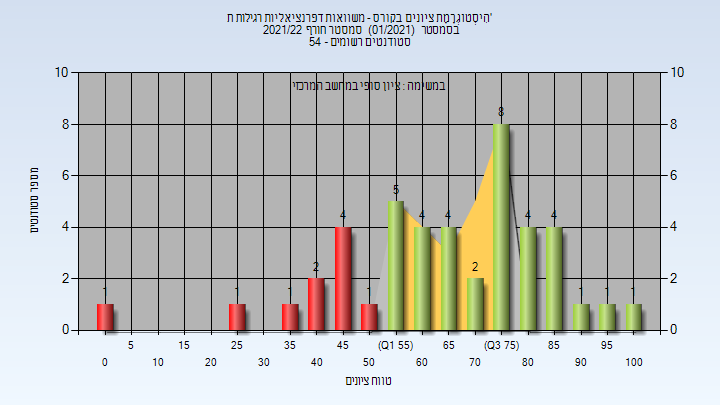 היסטוגרמת ציונים בקורס - משוואות דפרנציאליות רגילות ח'
בסמסטר (01/2021) סמסטר חורף 2021/22
סטודנטים רשומים - 54
במשימה : ציון סופי במחשב המרכזי
מספר סטודנטים
10 10
8 8
6 6
4 4
2 2
0 0
1 1 1 2 4 1 5 4 4 2 8 4 4 1 1 1
5 15 25 35 45 (Q1 55) 65 (Q3 75) 85 95
0 10 20 30 40 50 60 70 80 90 100
טווח ציונים